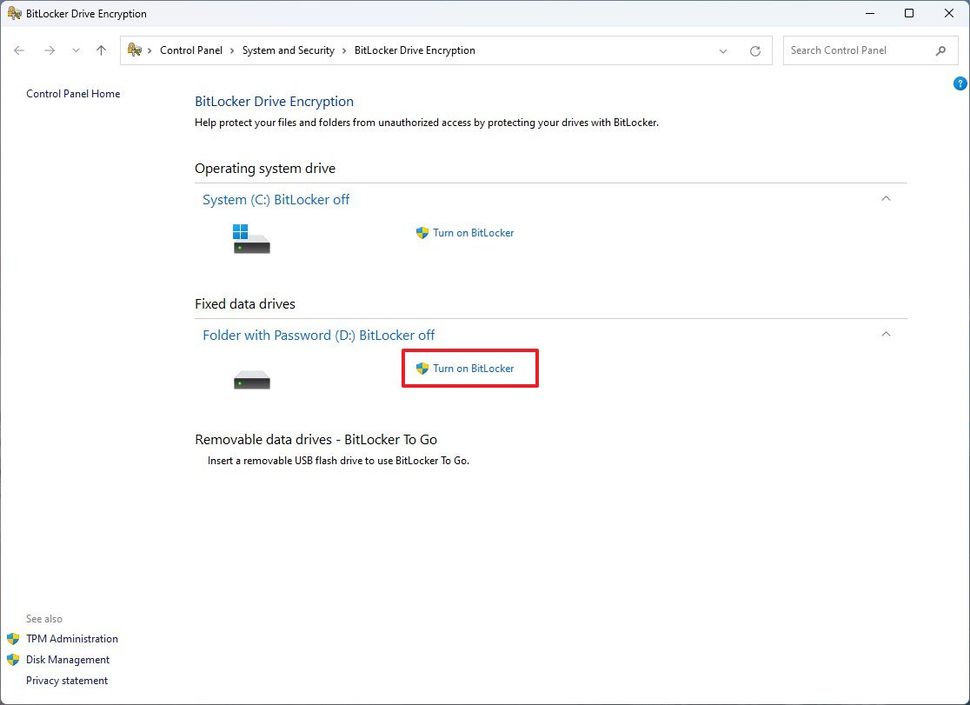 BitLocker Drive Encryption
Control Panel > System and Security > BitLocker Drive Encryption
Search Control Panel
Control Panel Home
?
BitLocker Drive Encryption
Help protect your files and folders from unauthorized access by protecting your drives with BitLocker.
Operating system drive
System (C:) BitLocker off
Turn on BitLocker
Fixed data drives
Folder with Password (D:) BitLocker off
Turn on BitLocker
Removable data drives - BitLocker To Go
Insert a removable USB flash drive to use BitLocker To Go.
See also
TPM Administration
Disk Management
Privacy statement